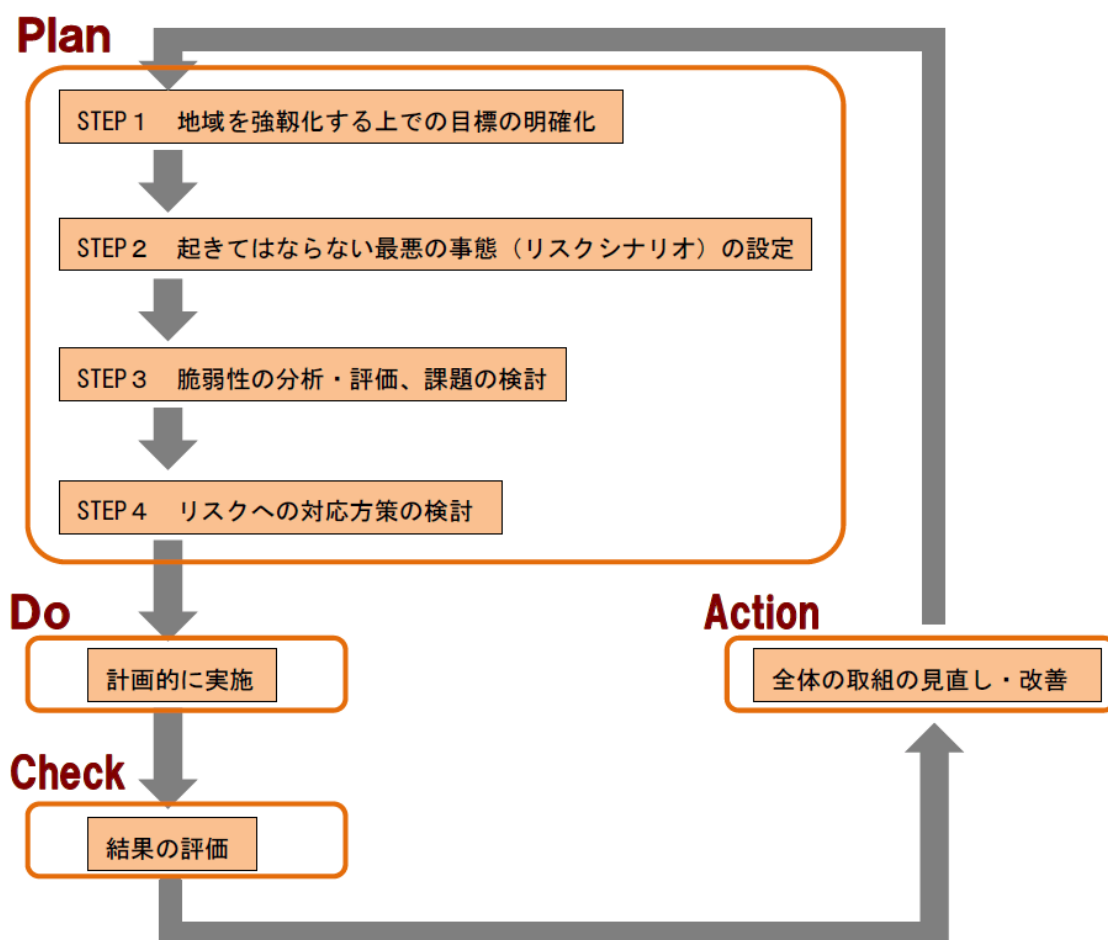 Plan
STEP１　地域を強靱化する上での目標の明確化
STEP２　起きてはならない最悪の事態（リスクシナリオ）の設定
STEP３　脆弱性の分析・評価、課題の検討
STEP４　リスクへの対応方策の検討
Do
計画的に実施
Check
結果の評価
Action
全体の取組の見直し・改善